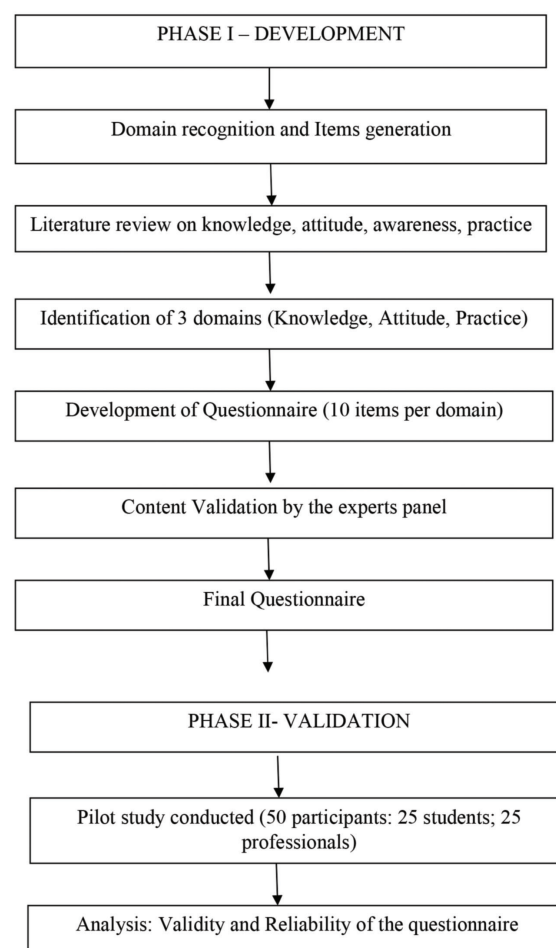 PHASE I – DEVELOPMENT
Domain recognition and Items generation
Literature review on knowledge, attitude, awareness, practice
Identification of 3 domains (Knowledge, Attitude, Practice)
Development of Questionnaire (10 items per domain)
Content Validation by the experts panel
Final Questionnaire
PHASE II- VALIDATION
Pilot study conducted (50 participants: 25 students; 25
professionals)
Analysis: Validity and Reliability of the questionnaire